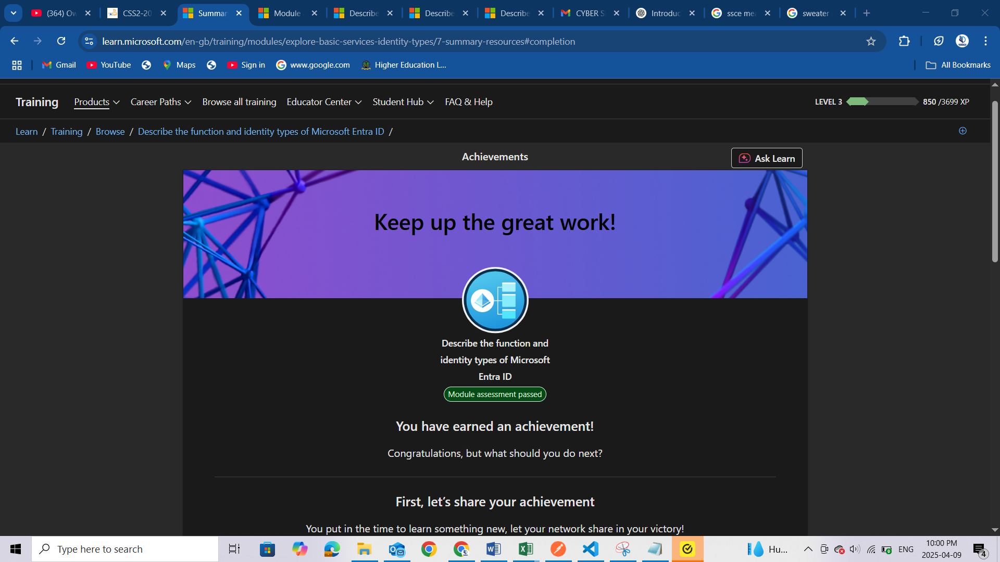 (364) Ow
CSS2-20
Summar
Module
Describe
Describe
Describe
CYBER S
Introduc
ssce mea
sweater
learn.microsoft.com/en-gb/training/modules/explore-basic-services-identity-types/7-summary-resources#completion
Gmail
YouTube
Maps
Sign in
www.google.com
Higher Education L...
All Bookmarks
Training
Products
Career Paths
Browse all training
Educator Center
Student Hub
FAQ & Help
LEVEL 3
850 /3699 XP
Learn / Training / Browse / Describe the function and identity types of Microsoft Entra ID /
Achievements
Ask Learn
Keep up the great work!
Describe the function and
identity types of Microsoft
Entra ID
Module assessment passed
You have earned an achievement!
Congratulations, but what should you do next?
First, let’s share your achievement
You put in the time to learn something new, let your network share in your victory!
Type here to search
Hu...
ENG
10:00 PM
2025-04-09
4